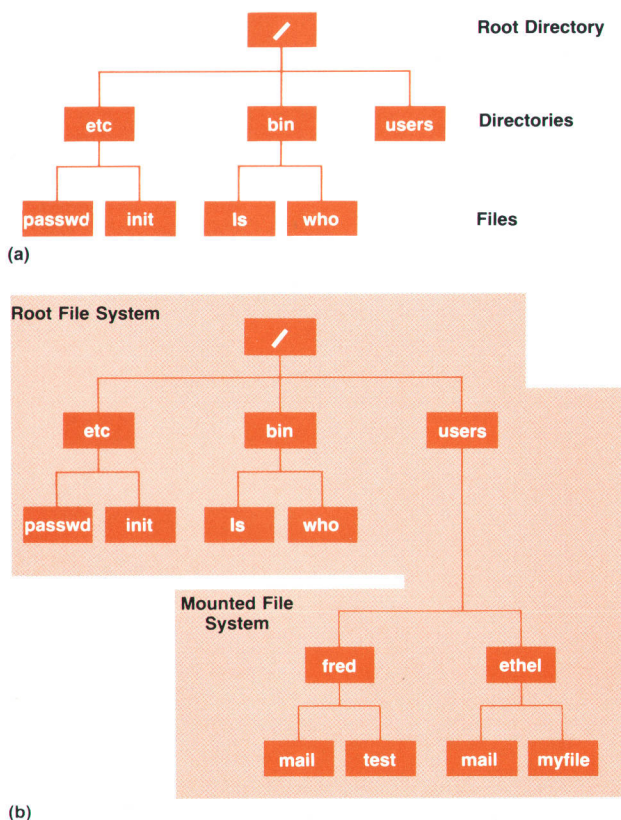 / Root Directory
etc bin users Directories
passwd init ls who Files
(a)
Root File System
/
etc bin users
passwd init ls who
Mounted File
System
fred ethel
mail test mail myfile
(b)